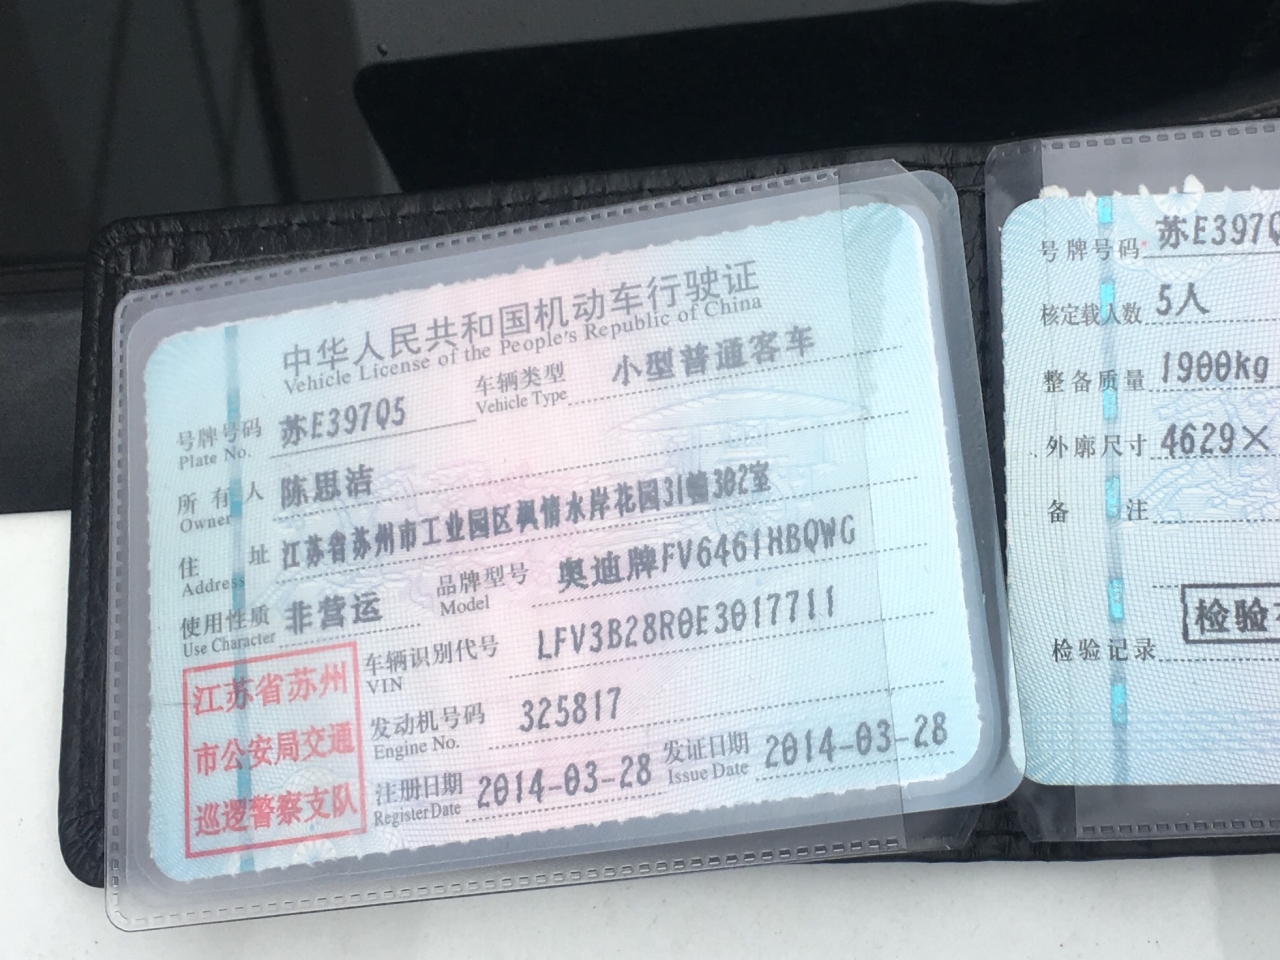 中华人民共和国机动车行驶证
Vehicle License of the People's Republic of China
号牌号码 苏E397Q5 车辆类型 小型普通客车
Plate No. Vehicle Type
所有人 陈思洁
Owner
住址 江苏省苏州市工业园区枫情水岸花园31幢302室
Address
使用性质 非营运 品牌型号 奥迪牌FV6461HBQWG
Use Character Model
车辆识别代号 LFV3B28R0E3017711
VIN
发动机号码 325817
Engine No.
注册日期 2014-03-28 发证日期 2014-03-28
Register Date Issue Date
江苏省苏州
市公安局交通
巡逻警察支队
号牌号码 苏E397Q
核定载人数 5人
整备质量 1900kg
外廓尺寸 4629×
备注
检验记录 检验